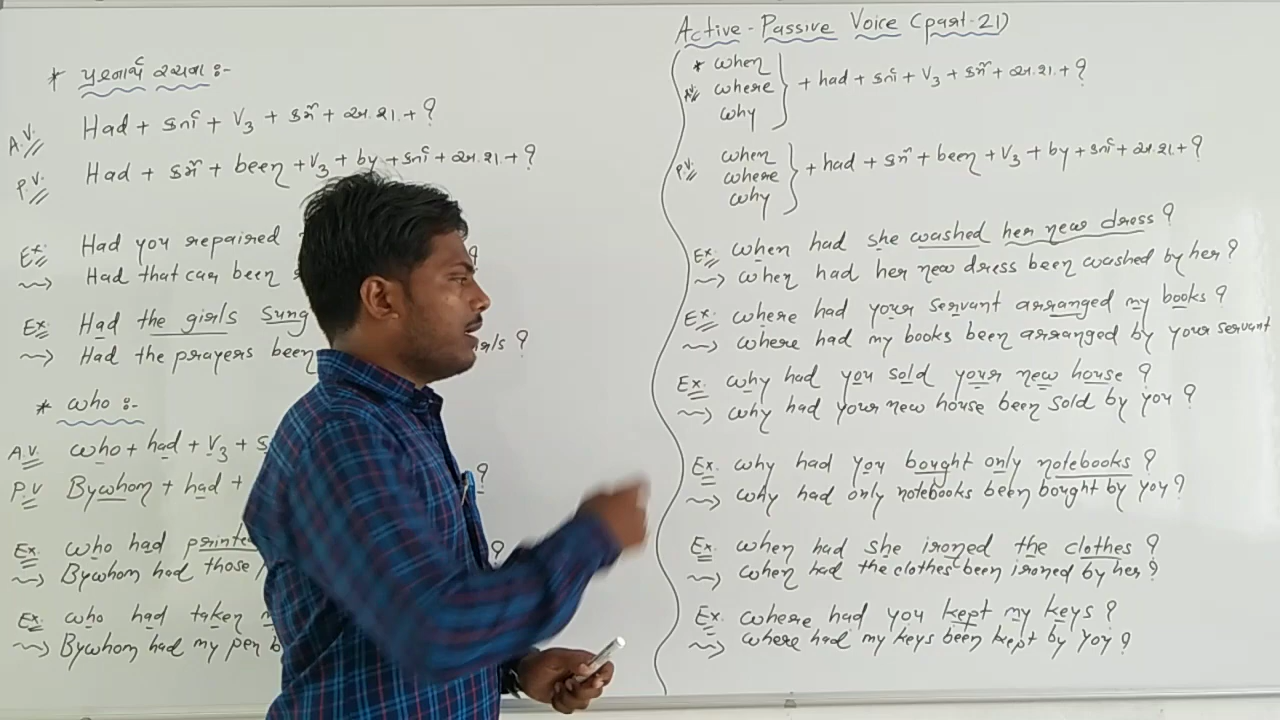 * પ્રશ્નાર્થ રચના :-
A.V. Had + કર્તા + V3 + કર્મ + અ.શ. + ?
P.V. Had + કર્મ + been + V3 + by + કર્તા + અ.શ. + ?
Ex: Had you repaired
→ Had that car been
Ex: Had the girls sung
→ Had the prayers been ?
* who :-
A.V. who + had + V3 +
P.V By whom + had + ?
Ex. who had ?
→ By whom had those
Ex. who had taken
→ By whom had my pen
Active - Passive Voice (part-21)
* when
A.V. where + had + કર્તા + V3 + કર્મ + અ.શ. + ?
why
when
P.V. where + had + કર્મ + been + V3 + by + કર્તા + અ.શ. + ?
why
Ex. when had she washed her new dress ?
→ when had her new dress been washed by her ?
Ex. where had your servant arranged my books ?
→ where had my books been arranged by your servant
Ex. why had you sold your new house ?
→ why had your new house been sold by you ?
Ex. why had you bought only notebooks ?
→ why had only notebooks been bought by you ?
Ex. when had she ironed the clothes ?
→ when had the clothes been ironed by her ?
Ex. where had you kept my keys ?
→ where had my keys been kept by you ?